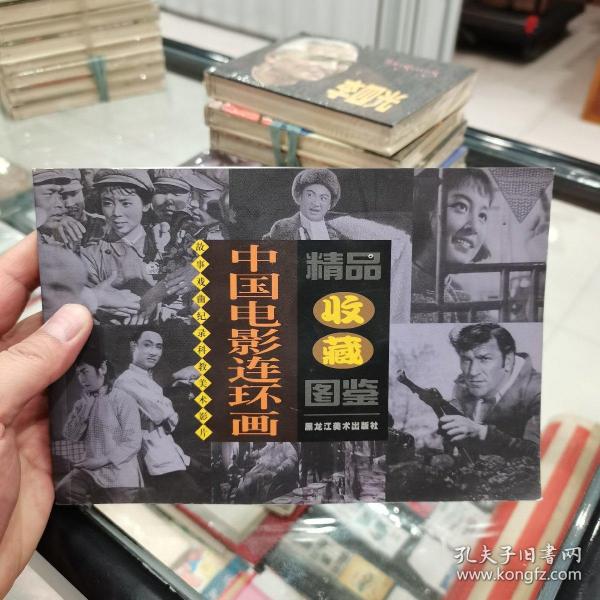 故事戏曲纪录科教美术影片
中国电影连环画
精品
收
藏
图鉴
黑龙江美术出版社
孔夫子旧书网
www.kongfz.com